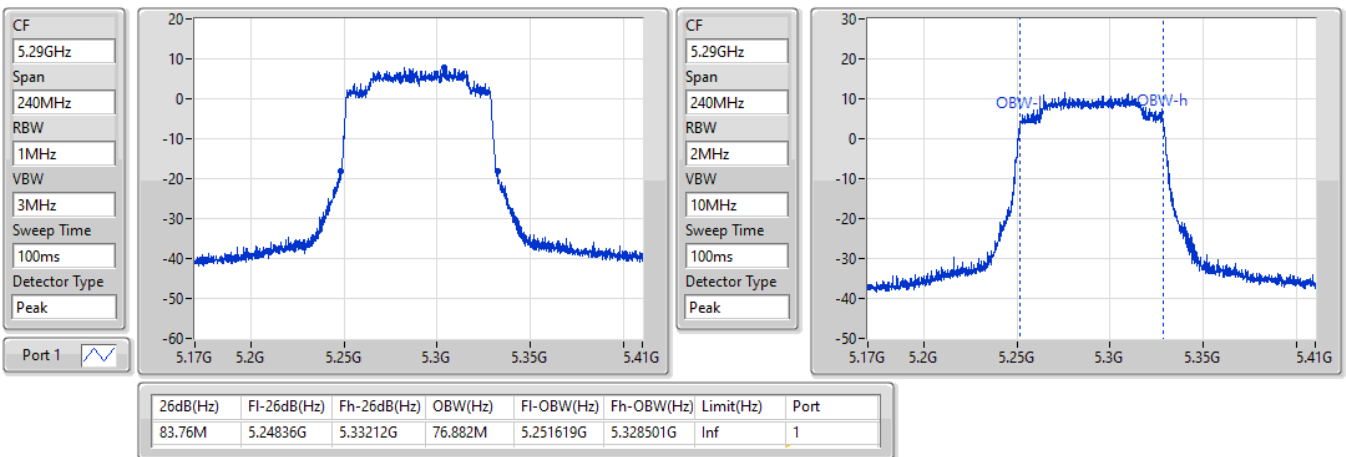 CF
5.29GHz
Span
240MHz
RBW
1MHz
VBW
3MHz
Sweep Time
100ms
Detector Type
Peak
Port 1
20
10
0
-10
-20
-30
-40
-50
-60
5.17G 5.2G 5.25G 5.3G 5.35G 5.41G
CF
5.29GHz
Span
240MHz
RBW
2MHz
VBW
10MHz
Sweep Time
100ms
Detector Type
Peak
30
20
10
0
-10
-20
-30
-40
-50
OBW-l OBW-h
5.17G 5.2G 5.25G 5.3G 5.35G 5.41G
26dB(Hz) Fl-26dB(Hz) Fh-26dB(Hz) OBW(Hz) Fl-OBW(Hz) Fh-OBW(Hz) Limit(Hz) Port
83.76M 5.24836G 5.33212G 76.882M 5.251619G 5.328501G Inf 1